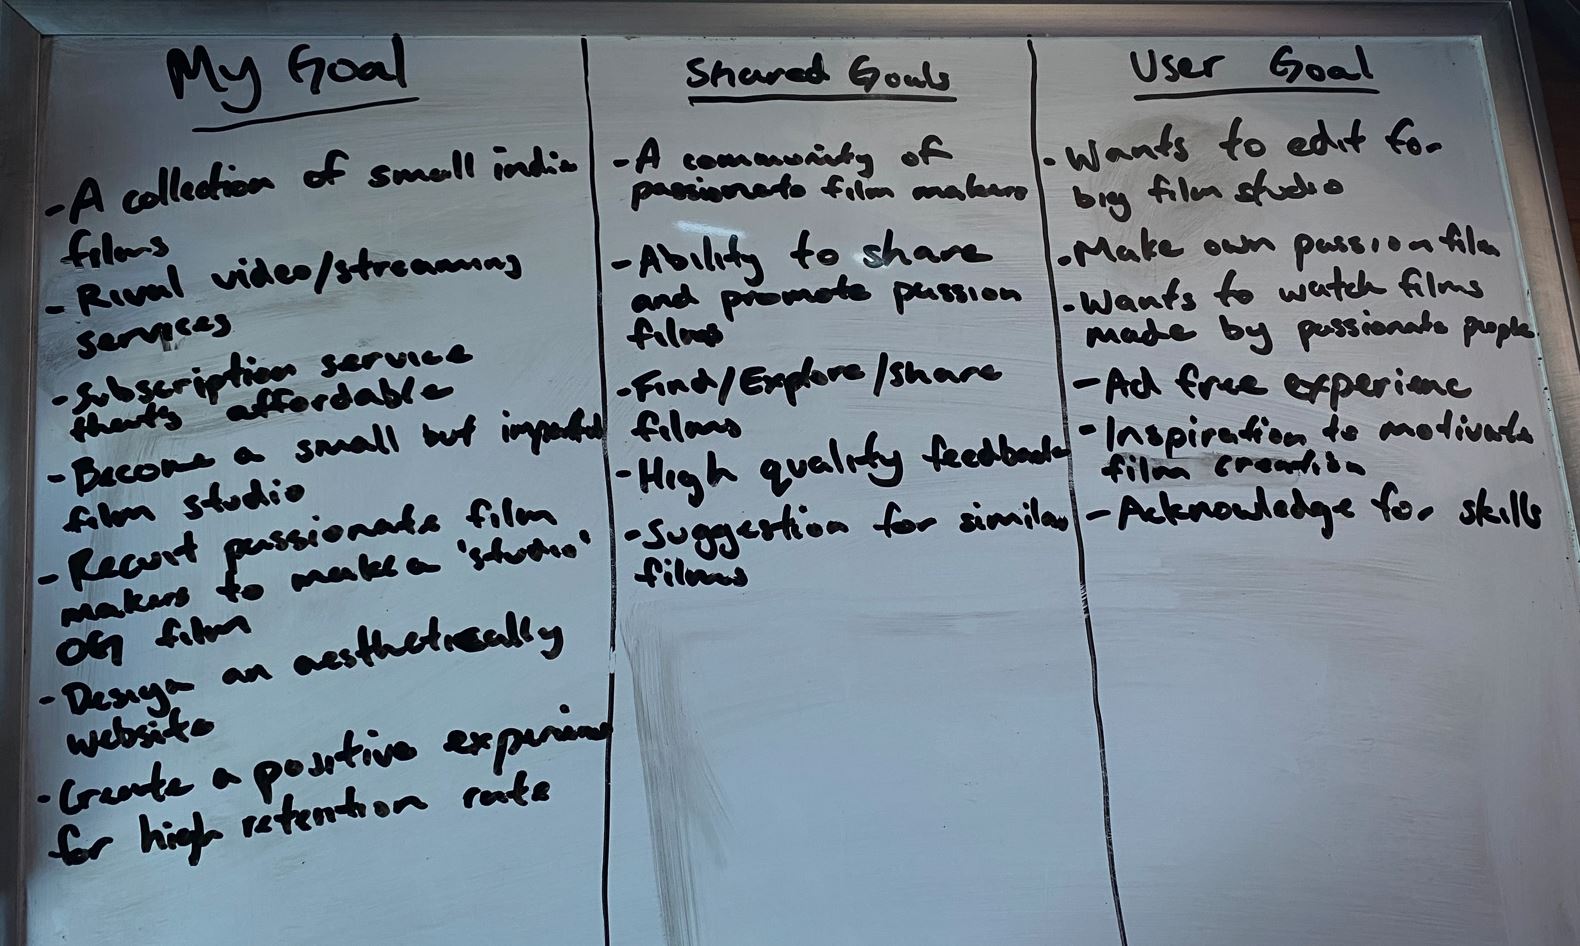 My Goal
- A collection of small indie
films
- Rival video/streaming
services
- Subscription service
thats affordable
- Become a small but impactful
film studio
- Recruit passionate film
makers to make a 'studio'
OG film
- Design an aesthetically
website
- Create a positive experience
for high retention rate
Shared Goals
- A community of
passionate film makers
- Ability to share
and promote passion
films
- Find/Explore/share
films
- High quality feedback
- Suggestion for similar
films
User Goal
- Wants to edit for
big film studio
- Make own passion film
- Wants to watch films
made by passionate people
- Ad free experienc
- Inspiration to motivate
film creation
- Acknowledge for skills